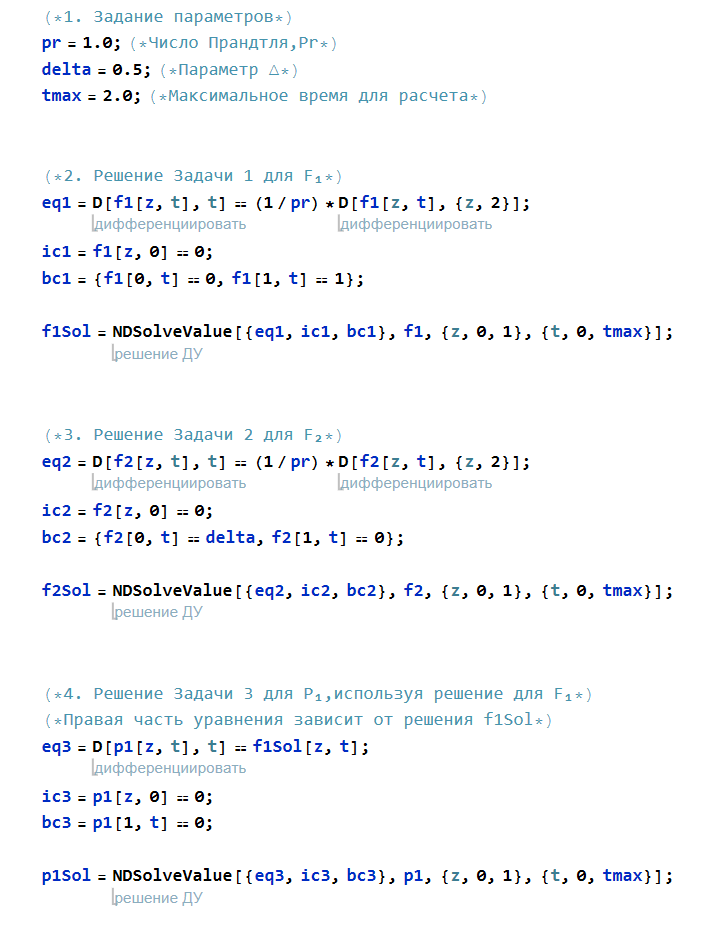 (*1. Задание параметров*)
pr = 1.0; (*Число Прандтля,Pr*)
delta = 0.5; (*Параметр Δ*)
tmax = 2.0; (*Максимальное время для расчета*)
(*2. Решение Задачи 1 для F₁*)
eq1 = D[f1[z, t], t] == (1 / pr) * D[f1[z, t], {z, 2}];
дифференциировать дифференциировать
ic1 = f1[z, 0] == 0;
bc1 = {f1[0, t] == 0, f1[1, t] == 1};
f1Sol = NDSolveValue[{eq1, ic1, bc1}, f1, {z, 0, 1}, {t, 0, tmax}];
решение ДУ
(*3. Решение Задачи 2 для F₂*)
eq2 = D[f2[z, t], t] == (1 / pr) * D[f2[z, t], {z, 2}];
дифференциировать дифференциировать
ic2 = f2[z, 0] == 0;
bc2 = {f2[0, t] == delta, f2[1, t] == 0};
f2Sol = NDSolveValue[{eq2, ic2, bc2}, f2, {z, 0, 1}, {t, 0, tmax}];
решение ДУ
(*4. Решение Задачи 3 для P₁,используя решение для F₁*)
(*Правая часть уравнения зависит от решения f1Sol*)
eq3 = D[p1[z, t], t] == f1Sol[z, t];
дифференциировать
ic3 = p1[z, 0] == 0;
bc3 = p1[1, t] == 0;
p1Sol = NDSolveValue[{eq3, ic3, bc3}, p1, {z, 0, 1}, {t, 0, tmax}];
решение ДУ